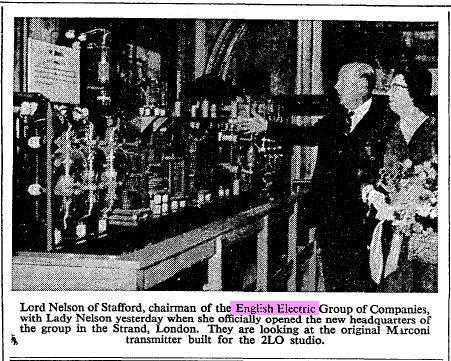 Lord Nelson of Stafford, chairman of the English Electric Group of Companies,
with Lady Nelson yesterday when she officially opened the new headquarters of
the group in the Strand, London. They are looking at the original Marconi
transmitter built for the 2LO studio.